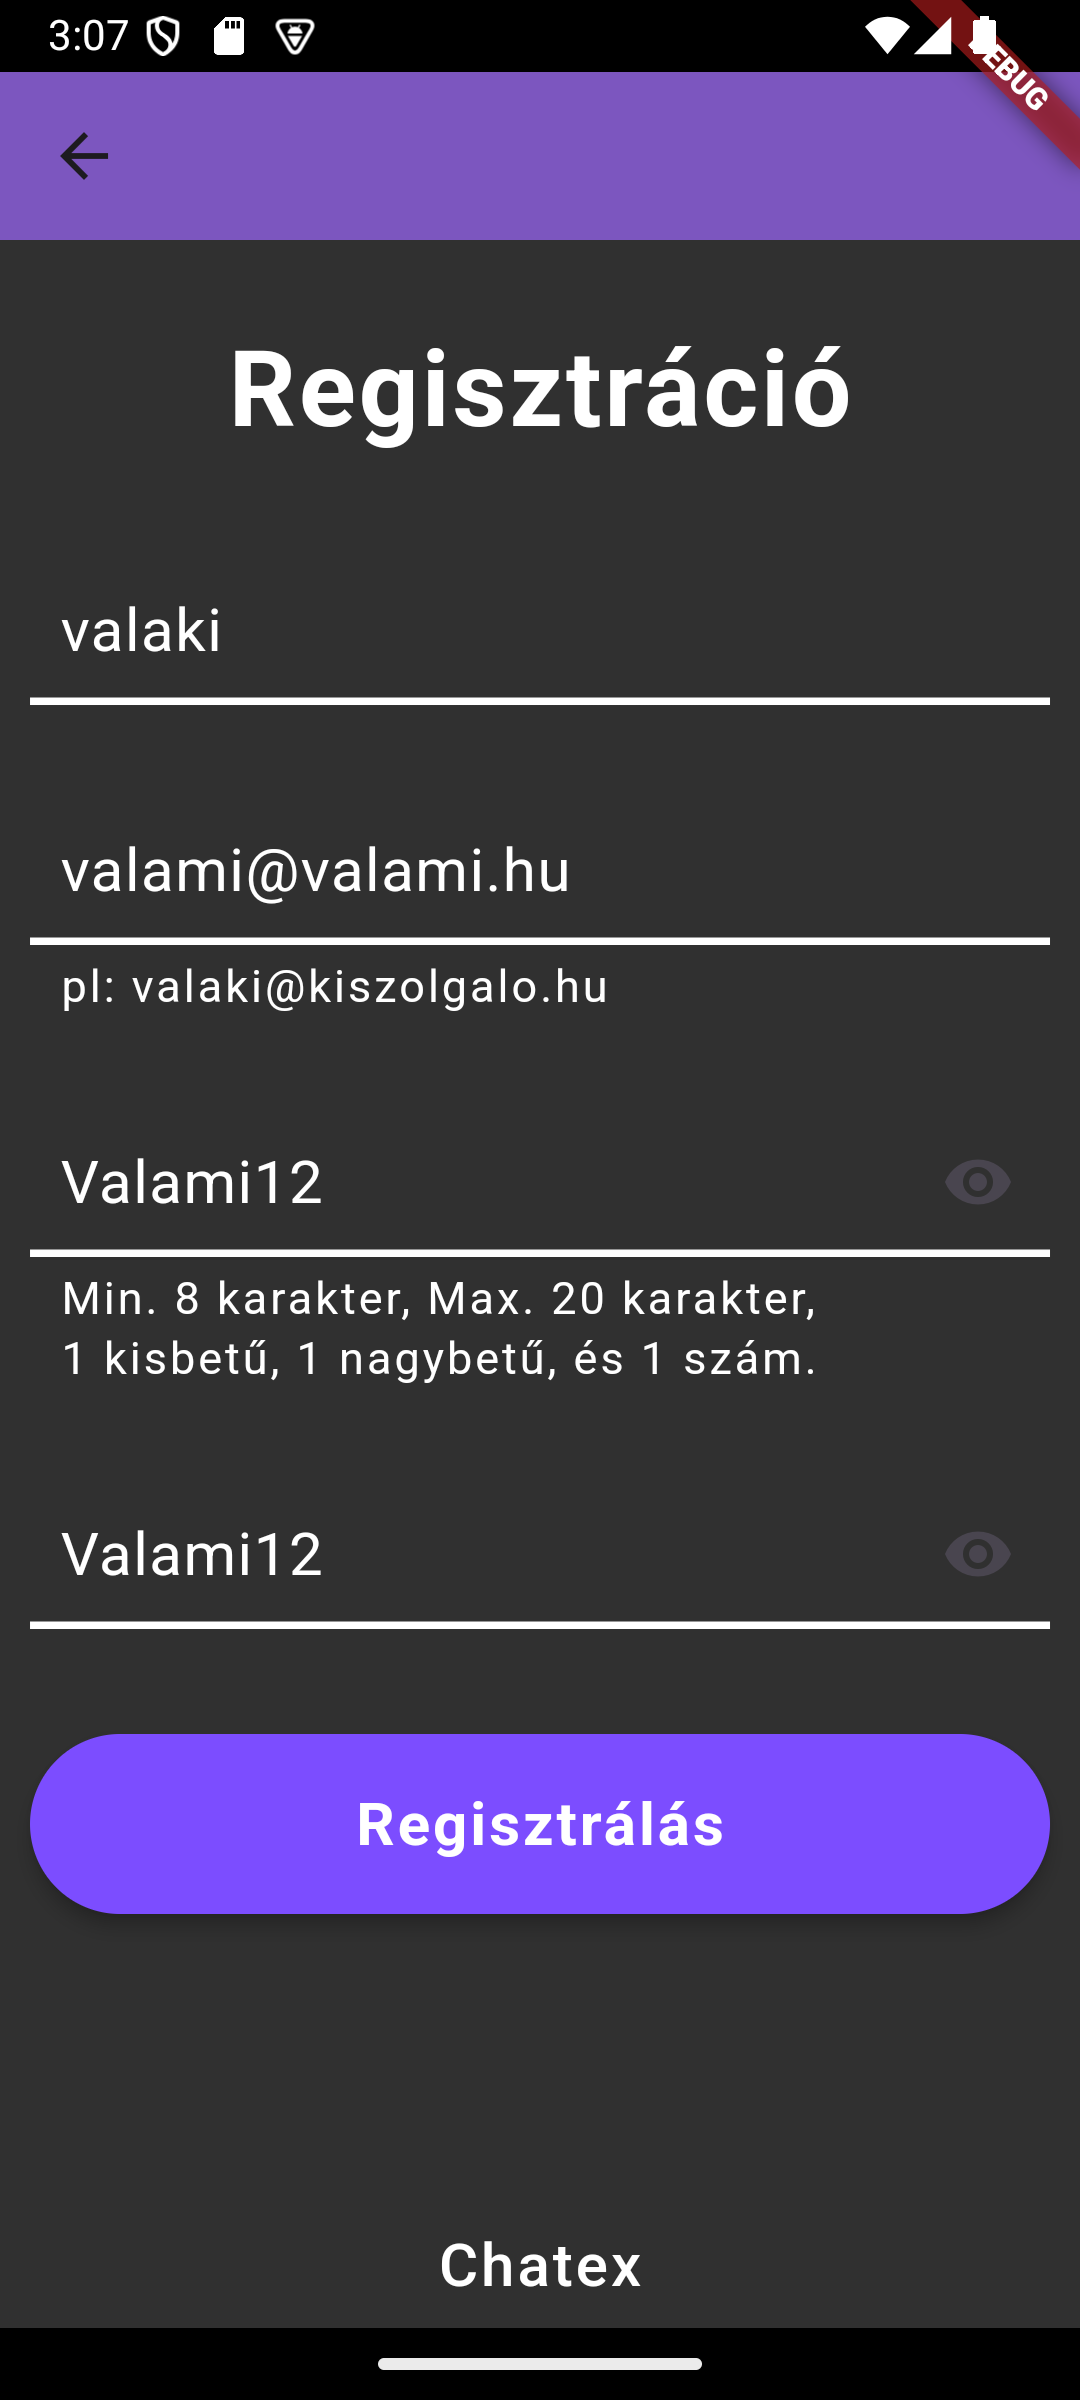 3:07
DEBUG
Regisztráció
valaki
valami@valami.hu
pl: valaki@kiszolgalo.hu
Valami12
Min. 8 karakter, Max. 20 karakter,
1 kisbetű, 1 nagybetű, és 1 szám.
Valami12
Regisztrálás
Chatex